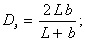 D_э = 2Lb / (L + b);